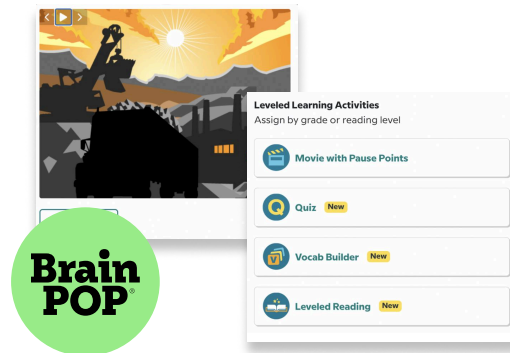 Leveled Learning Activities
Assign by grade or reading level
Movie with Pause Points
Quiz New
Vocab Builder New
Leveled Reading New
Brain
POP®